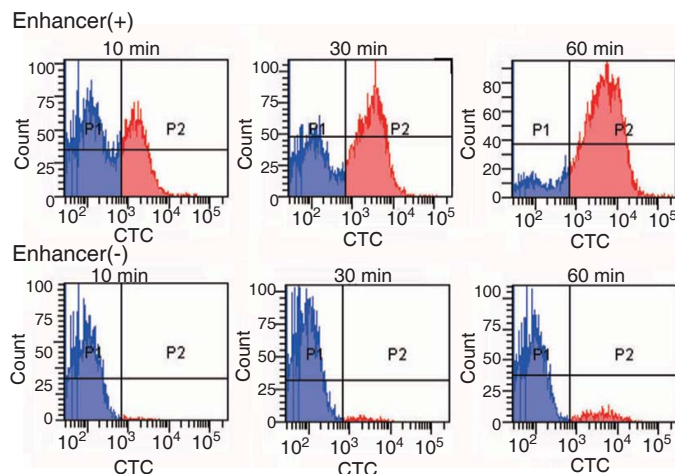 Enhancer(+)
10 min 30 min 60 min
Count 100 75 50 25 0 P1 P2 10² 10³ 10⁴ 10⁵ CTC
Count 100 75 50 25 0 P1 P2 10² 10³ 10⁴ 10⁵ CTC
Count 80 60 40 20 0 P1 P2 10² 10³ 10⁴ 10⁵ CTC
Enhancer(-)
10 min 30 min 60 min
Count 100 75 50 25 0 P1 P2 10² 10³ 10⁴ 10⁵ CTC
Count 100 75 50 25 0 P1 P2 10² 10³ 10⁴ 10⁵ CTC
Count 100 75 50 25 0 P1 P2 10² 10³ 10⁴ 10⁵ CTC